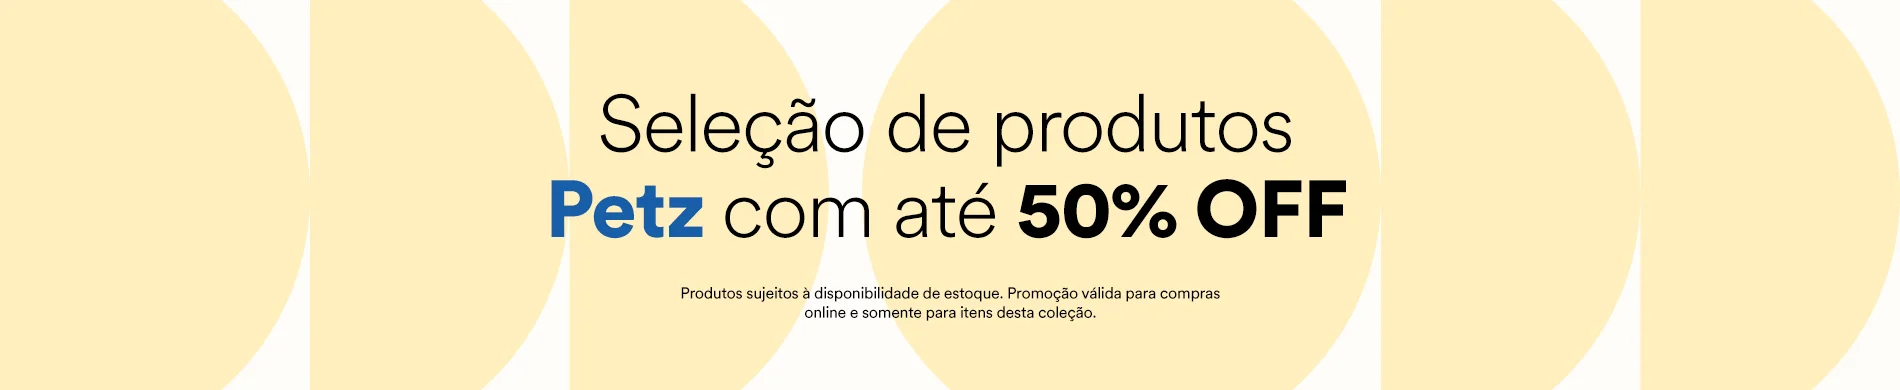 Seleção de produtos
Petz com até 50% OFF
Produtos sujeitos à disponibilidade de estoque. Promoção válida para compras
online e somente para itens desta coleção.